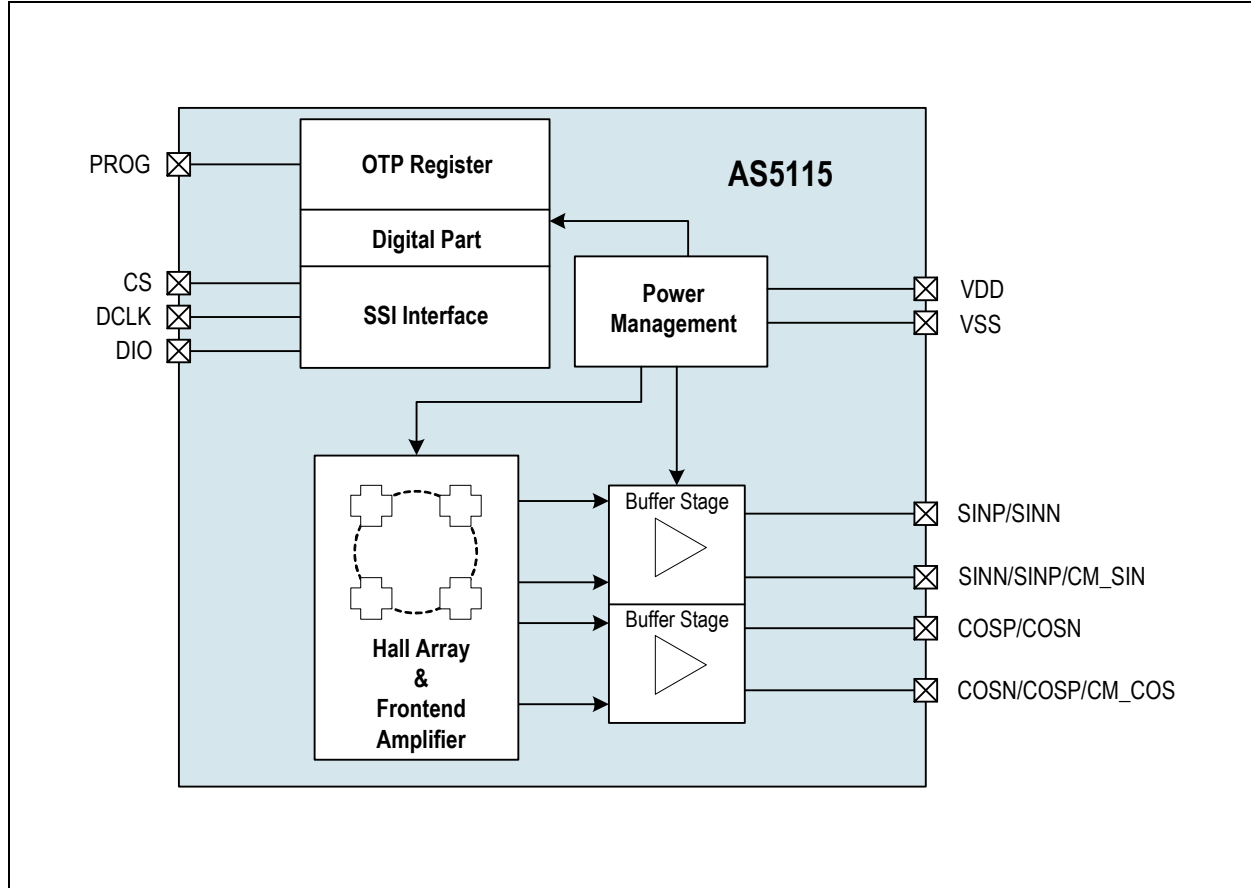 AS5115
PROG
OTP Register
Digital Part
CS
DCLK
DIO
SSI Interface
Power
Management
VDD
VSS
Hall Array
&
Frontend
Amplifier
Buffer Stage
Buffer Stage
SINP/SINN
SINN/SINP/CM_SIN
COSP/COSN
COSN/COSP/CM_COS